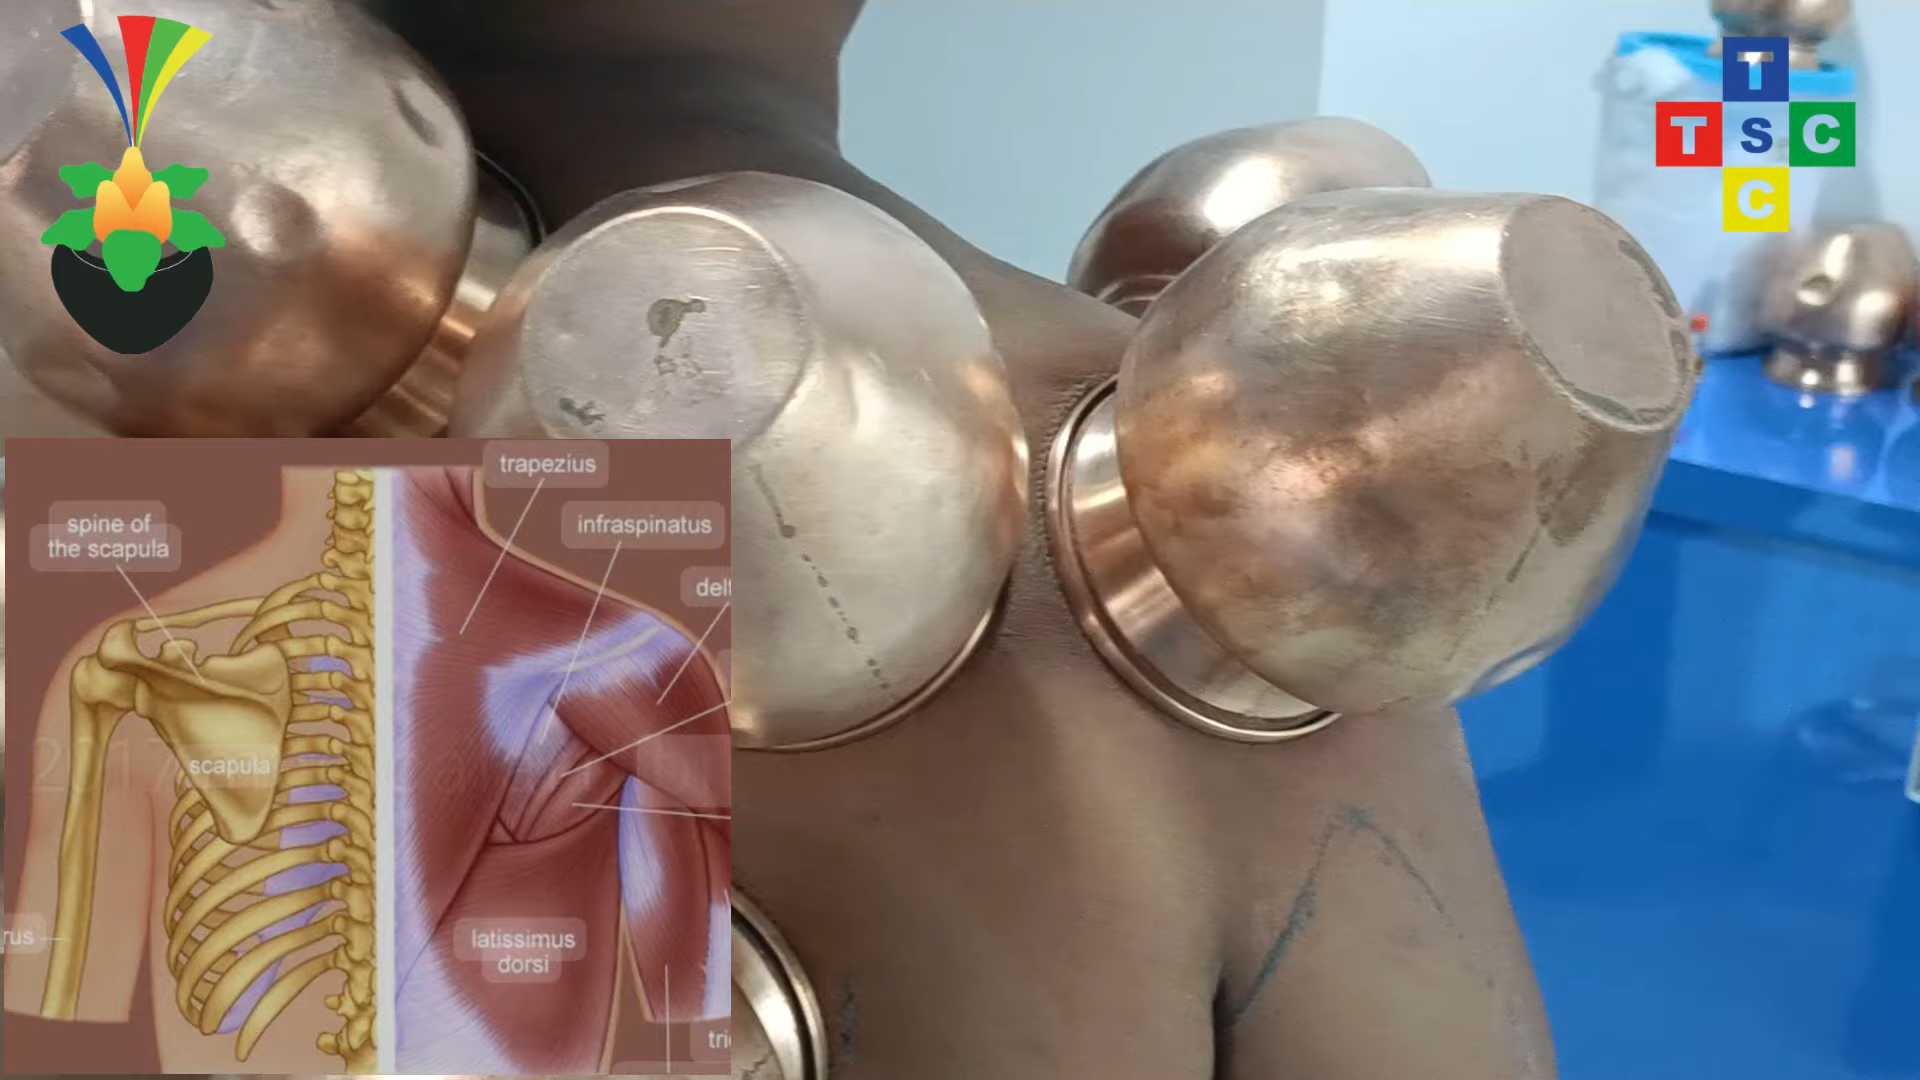 T
T S C
C
trapezius
spine of
the scapula
infraspinatus
scapula
latissimus
dorsi